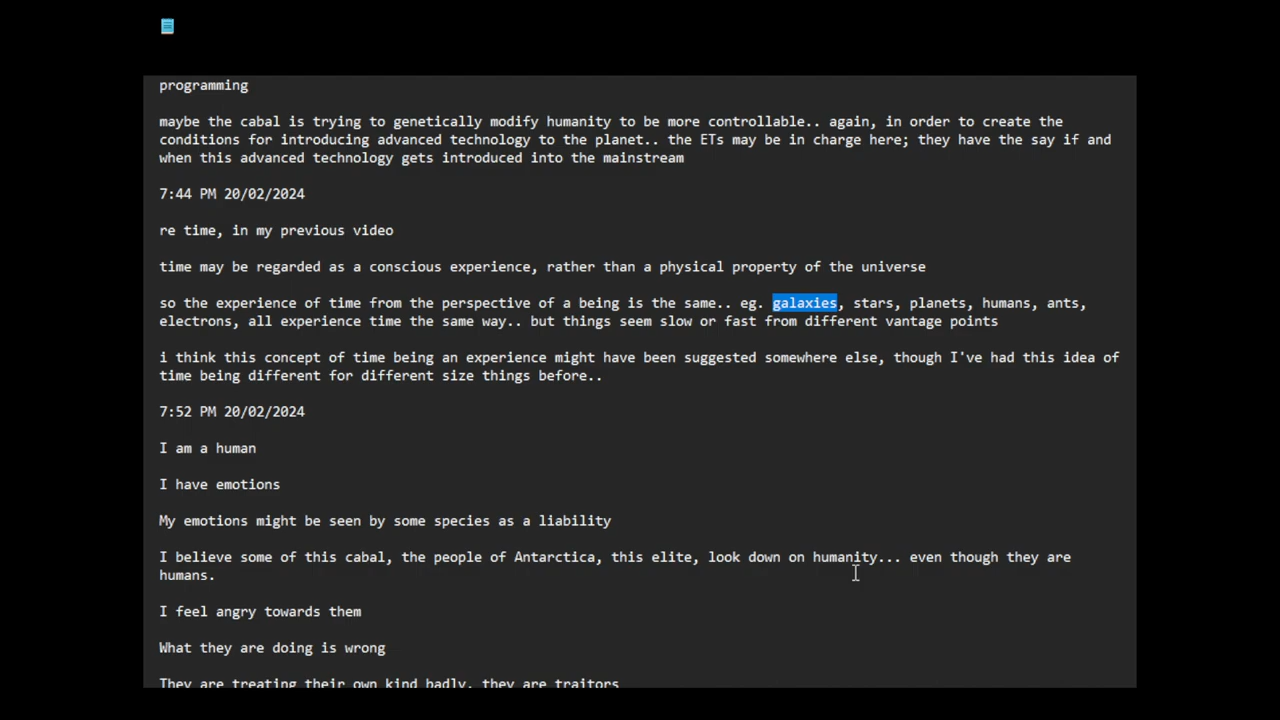 programming
maybe the cabal is trying to genetically modify humanity to be more controllable.. again, in order to create the
conditions for introducing advanced technology to the planet.. the ETs may be in charge here; they have the say if and
when this advanced technology gets introduced into the mainstream
7:44 PM 20/02/2024
re time, in my previous video
time may be regarded as a conscious experience, rather than a physical property of the universe
so the experience of time from the perspective of a being is the same.. eg. galaxies, stars, planets, humans, ants,
electrons, all experience time the same way.. but things seem slow or fast from different vantage points
i think this concept of time being an experience might have been suggested somewhere else, though I've had this idea of
time being different for different size things before..
7:52 PM 20/02/2024
I am a human
I have emotions
My emotions might be seen by some species as a liability
I believe some of this cabal, the people of Antarctica, this elite, look down on humanity... even though they are
humans.
I feel angry towards them
What they are doing is wrong
They are treating their own kind badly, they are traitors